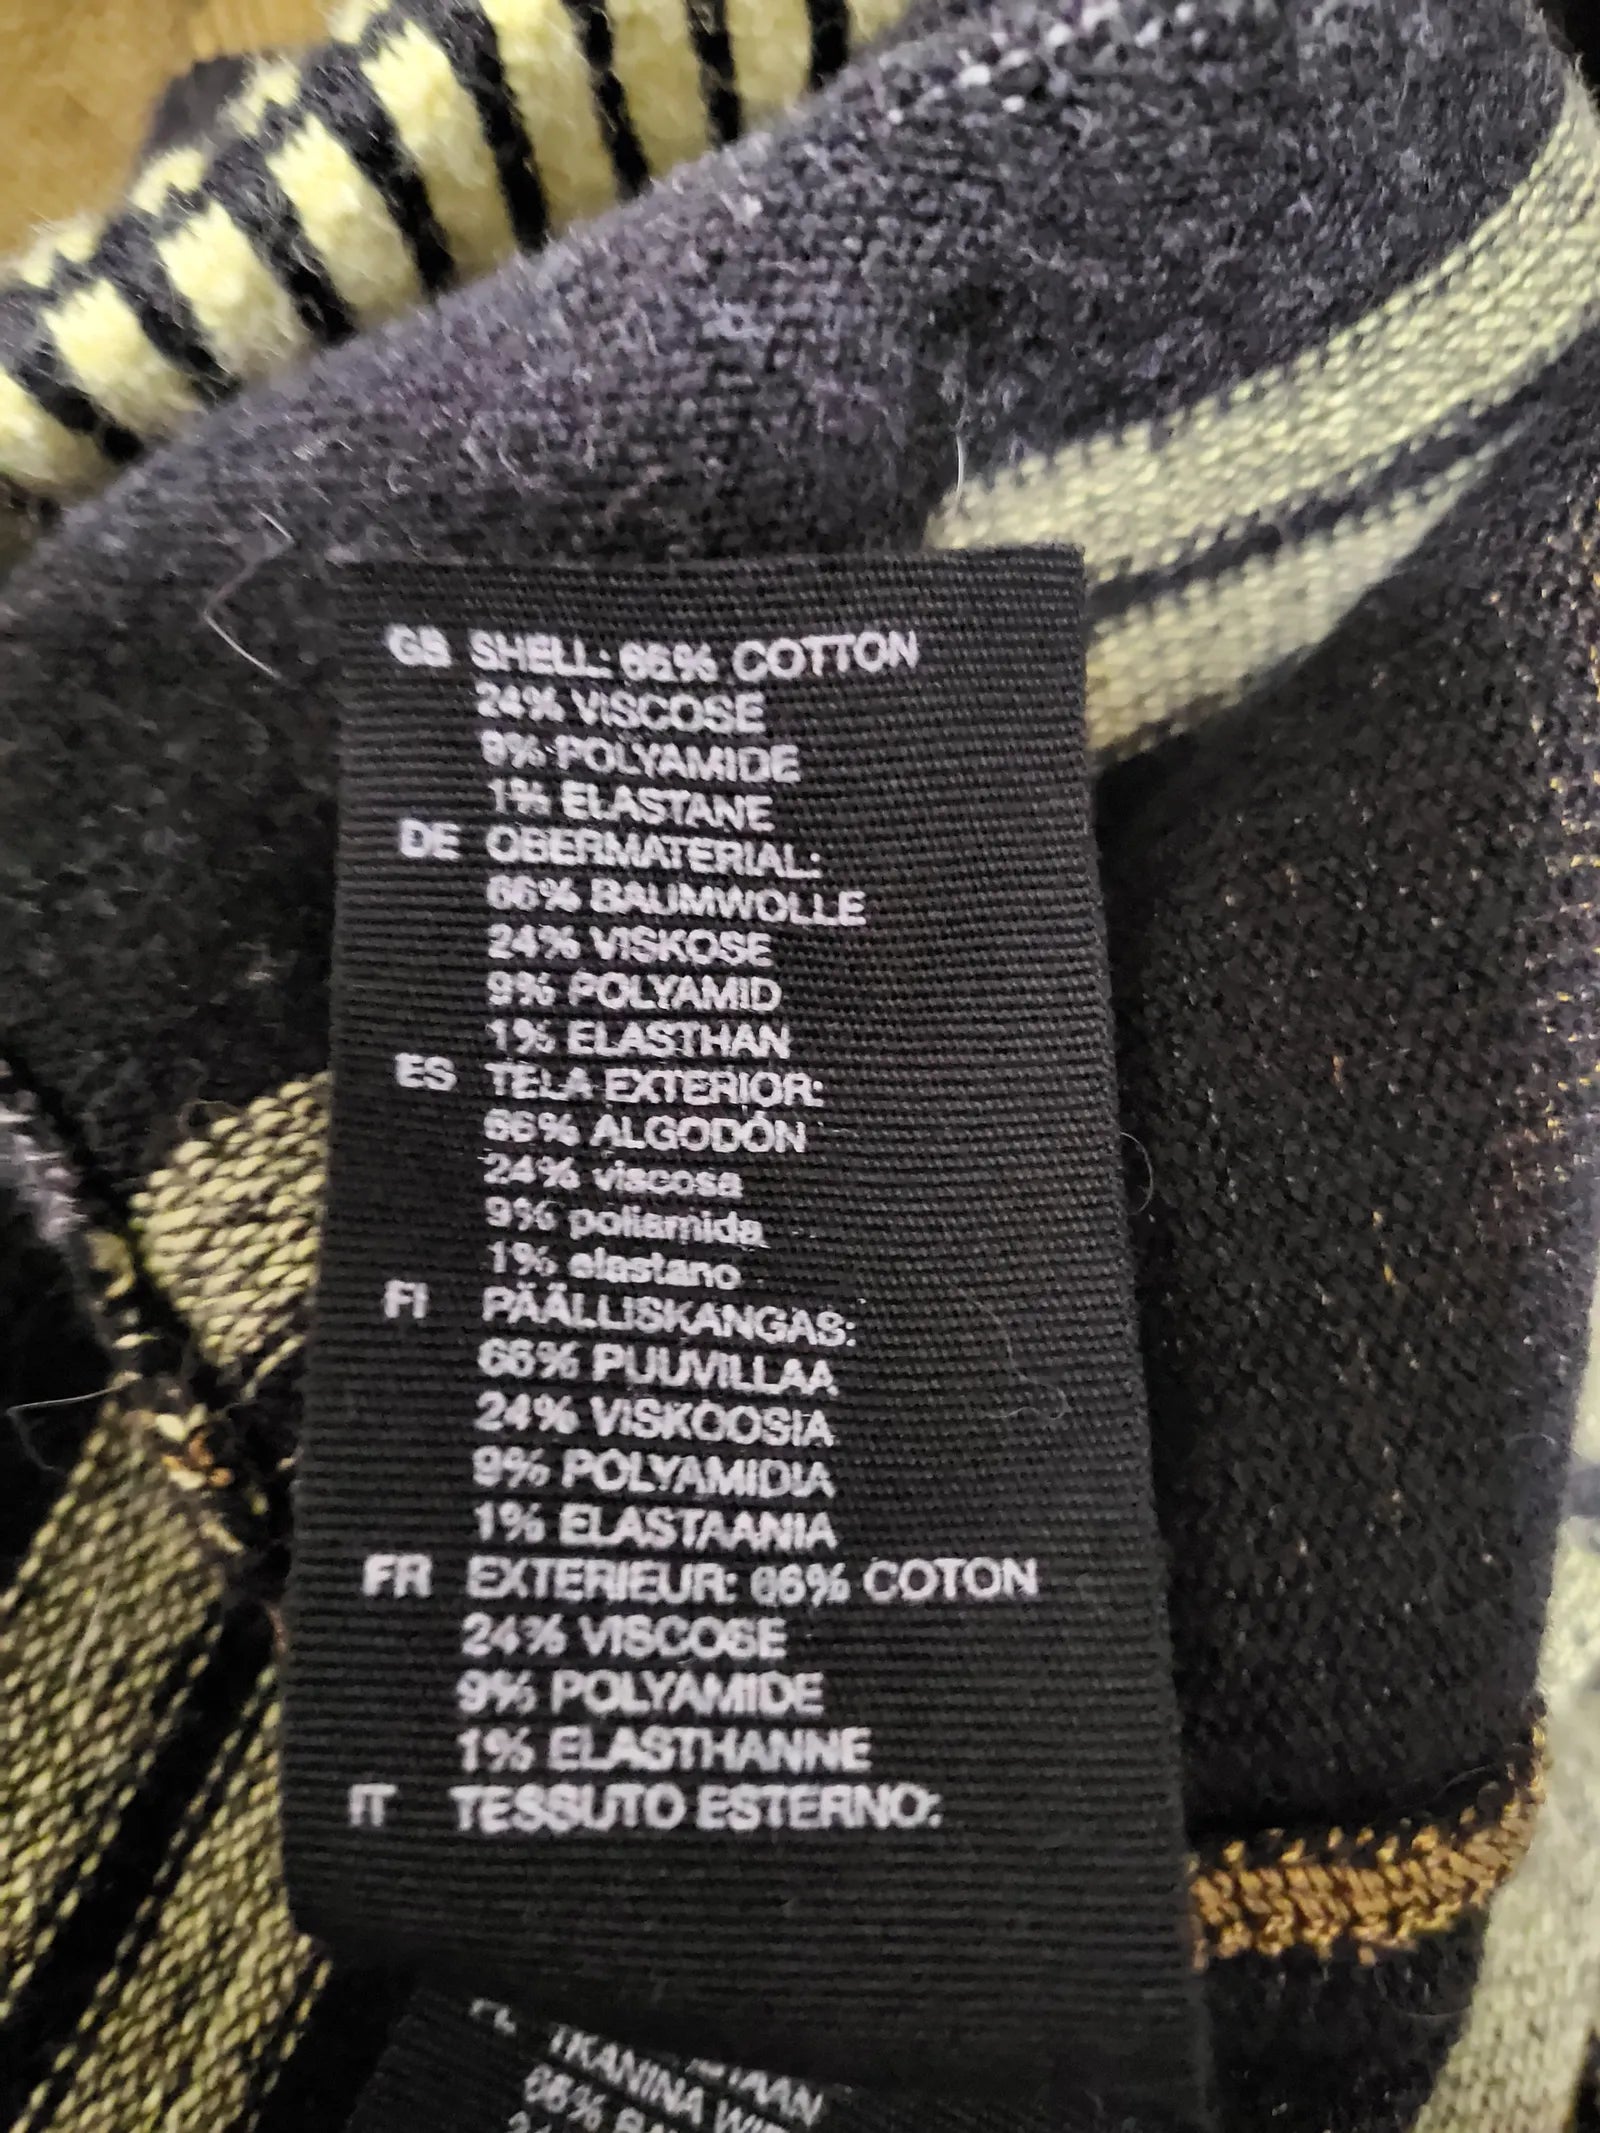 GB SHELL: 66% COTTON
24% VISCOSE
9% POLYAMIDE
1% ELASTANE
DE OBERMATERIAL:
66% BAUMWOLLE
24% VISKOSE
9% POLYAMID
1% ELASTHAN
ES TELA EXTERIOR:
66% ALGODÓN
24% viscosa
9% poliamida
1% elastano
FI PÄÄLLISKANGAS:
66% PUUVILLAA
24% VISKOOSIA
9% POLYAMIDIA
1% ELASTAANIA
FR EXTERIEUR: 66% COTON
24% VISCOSE
9% POLYAMIDE
1% ELASTHANNE
IT TESSUTO ESTERNO:
TKANINA
66%